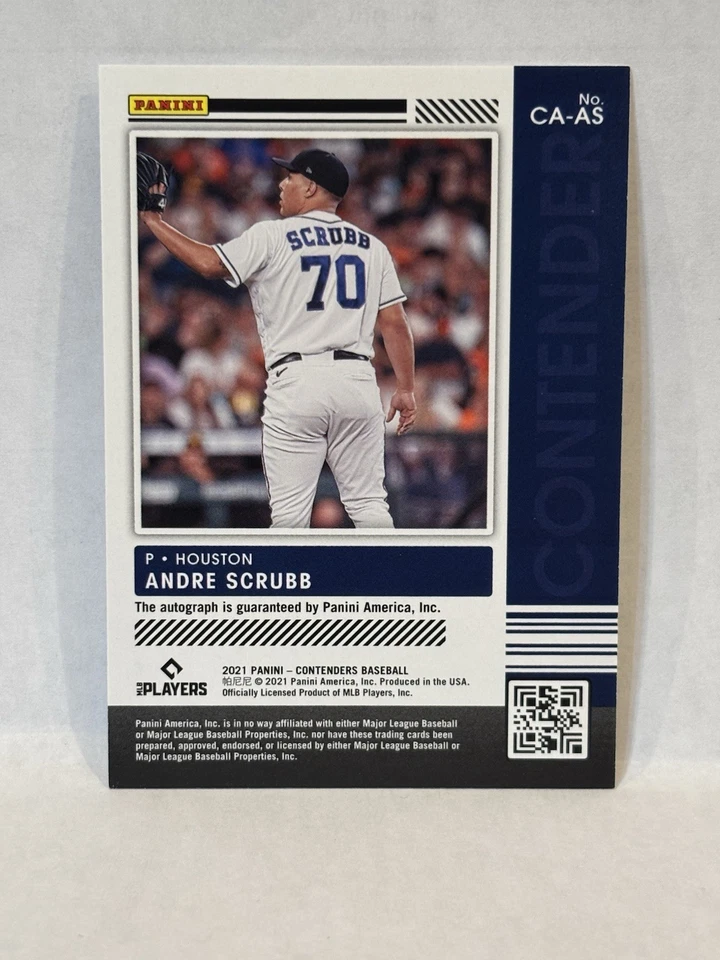 PANINI
No.
CA-AS
CONTENDER
SCRUBB
70
P • HOUSTON
ANDRE SCRUBB
The autograph is guaranteed by Panini America, Inc.
MLB PLAYERS
2021 PANINI – CONTENDERS BASEBALL
帕尼尼 © 2021 Panini America, Inc. Produced in the USA.
Officially Licensed Product of MLB Players, Inc.
Panini America, Inc. is in no way affiliated with either Major League Baseball
or Major League Baseball Properties, Inc. nor have these trading cards been
prepared, approved, endorsed, or licensed by either Major League Baseball or
Major League Baseball Properties, Inc.